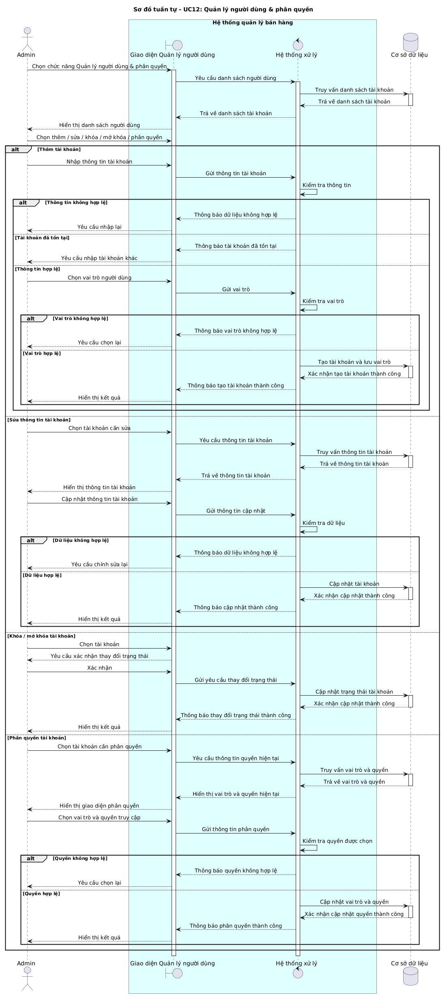 Sơ đồ tuần tự - UC12: Quản lý người dùng & phân quyền
Hệ thống quản lý bán hàng
Admin
Giao diện Quản lý người dùng
Hệ thống xử lý
Cơ sở dữ liệu
Chọn chức năng Quản lý người dùng & phân quyền
Yêu cầu danh sách người dùng
Truy vấn danh sách tài khoản
Trả về danh sách tài khoản
Trả về danh sách tài khoản
Hiển thị danh sách người dùng
Chọn thêm / sửa / khóa / mở khóa / phân quyền
alt [Thêm tài khoản]
Nhập thông tin tài khoản
Gửi thông tin tài khoản
Kiểm tra thông tin
alt [Thông tin không hợp lệ]
Thông báo dữ liệu không hợp lệ
Yêu cầu nhập lại
[Tài khoản đã tồn tại]
Thông báo tài khoản đã tồn tại
Yêu cầu nhập tài khoản khác
[Thông tin hợp lệ]
Chọn vai trò người dùng
Gửi vai trò
Kiểm tra vai trò
alt [Vai trò không hợp lệ]
Thông báo vai trò không hợp lệ
Yêu cầu chọn lại
[Vai trò hợp lệ]
Tạo tài khoản và lưu vai trò
Xác nhận tạo tài khoản thành công
Thông báo tạo tài khoản thành công
Hiển thị kết quả
[Sửa thông tin tài khoản]
Chọn tài khoản cần sửa
Yêu cầu thông tin tài khoản
Truy vấn thông tin tài khoản
Trả về thông tin tài khoản
Trả về thông tin tài khoản
Hiển thị thông tin tài khoản
Cập nhật thông tin tài khoản
Gửi thông tin cập nhật
Kiểm tra dữ liệu
alt [Dữ liệu không hợp lệ]
Thông báo dữ liệu không hợp lệ
Yêu cầu chỉnh sửa lại
[Dữ liệu hợp lệ]
Cập nhật tài khoản
Xác nhận cập nhật thành công
Thông báo cập nhật thành công
Hiển thị kết quả
[Khóa / mở khóa tài khoản]
Chọn tài khoản
Yêu cầu xác nhận thay đổi trạng thái
Xác nhận
Gửi yêu cầu thay đổi trạng thái
Cập nhật trạng thái tài khoản
Xác nhận cập nhật thành công
Thông báo thay đổi trạng thái thành công
Hiển thị kết quả
[Phân quyền tài khoản]
Chọn tài khoản cần phân quyền
Yêu cầu thông tin quyền hiện tại
Truy vấn vai trò và quyền
Trả về vai trò và quyền
Hiển thị vai trò và quyền hiện tại
Hiển thị giao diện phân quyền
Chọn vai trò và quyền truy cập
Gửi thông tin phân quyền
Kiểm tra quyền được chọn
alt [Quyền không hợp lệ]
Thông báo quyền không hợp lệ
Yêu cầu chọn lại
[Quyền hợp lệ]
Cập nhật vai trò và quyền
Xác nhận cập nhật quyền thành công
Thông báo phân quyền thành công
Hiển thị kết quả
Admin
Giao diện Quản lý người dùng
Hệ thống xử lý
Cơ sở dữ liệu